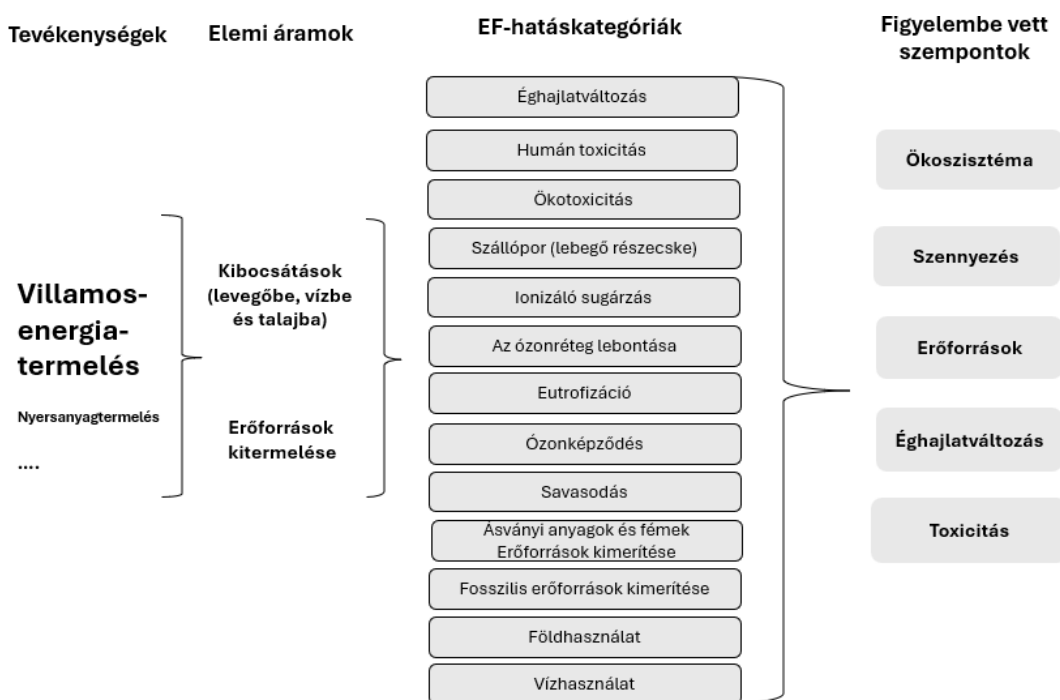 Tevékenységek
Elemi áramok
EF-hatáskategóriák
Figyelembe vett
szempontok
Villamos-
energia-
termelés
Nyersanyagtermelés
....
Kibocsátások
(levegőbe, vízbe
és talajba)
Erőforrások
kitermelése
Éghajlatváltozás
Humán toxicitás
Ökotoxicitás
Szállópor (lebegő részecske)
Ionizáló sugárzás
Az ózonréteg lebontása
Eutrofizáció
Ózonképződés
Savasodás
Ásványi anyagok és fémek
Erőforrások kimerítése
Fosszilis erőforrások kimerítése
Földhasználat
Vízhasználat
Ökoszisztéma
Szennyezés
Erőforrások
Éghajlatváltozás
Toxicitás